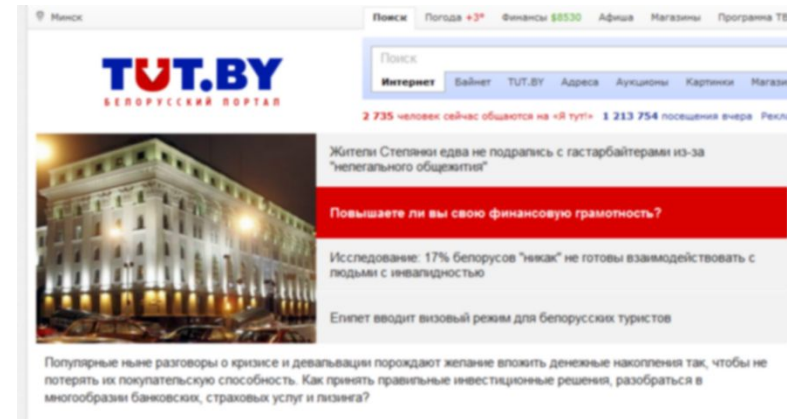 Минск
Поиск Погода +3° Финансы $8530 Афиша Магазины Программа ТВ
TUT.BY
БЕЛОРУССКИЙ ПОРТАЛ
Поиск
Интернет Байнет TUT.BY Адреса Аукционы Картинки
2 735 человек сейчас общаются на «Я тут!» 1 213 754 посещения вчера
Жители Степянки едва не подрались с гастарбайтерами из-за
"нелегального общежития"
Повышаете ли вы свою финансовую грамотность?
Исследование: 17% белорусов "никак" не готовы взаимодействовать с
людьми с инвалидностью
Египет вводит визовый режим для белорусских туристов
Популярные ныне разговоры о кризисе и девальвации порождают желание вложить денежные накопления так, чтобы не
потерять их покупательскую способность. Как принять правильные инвестиционные решения, разобраться в
многообразии банковских, страховых услуг и лизинга?